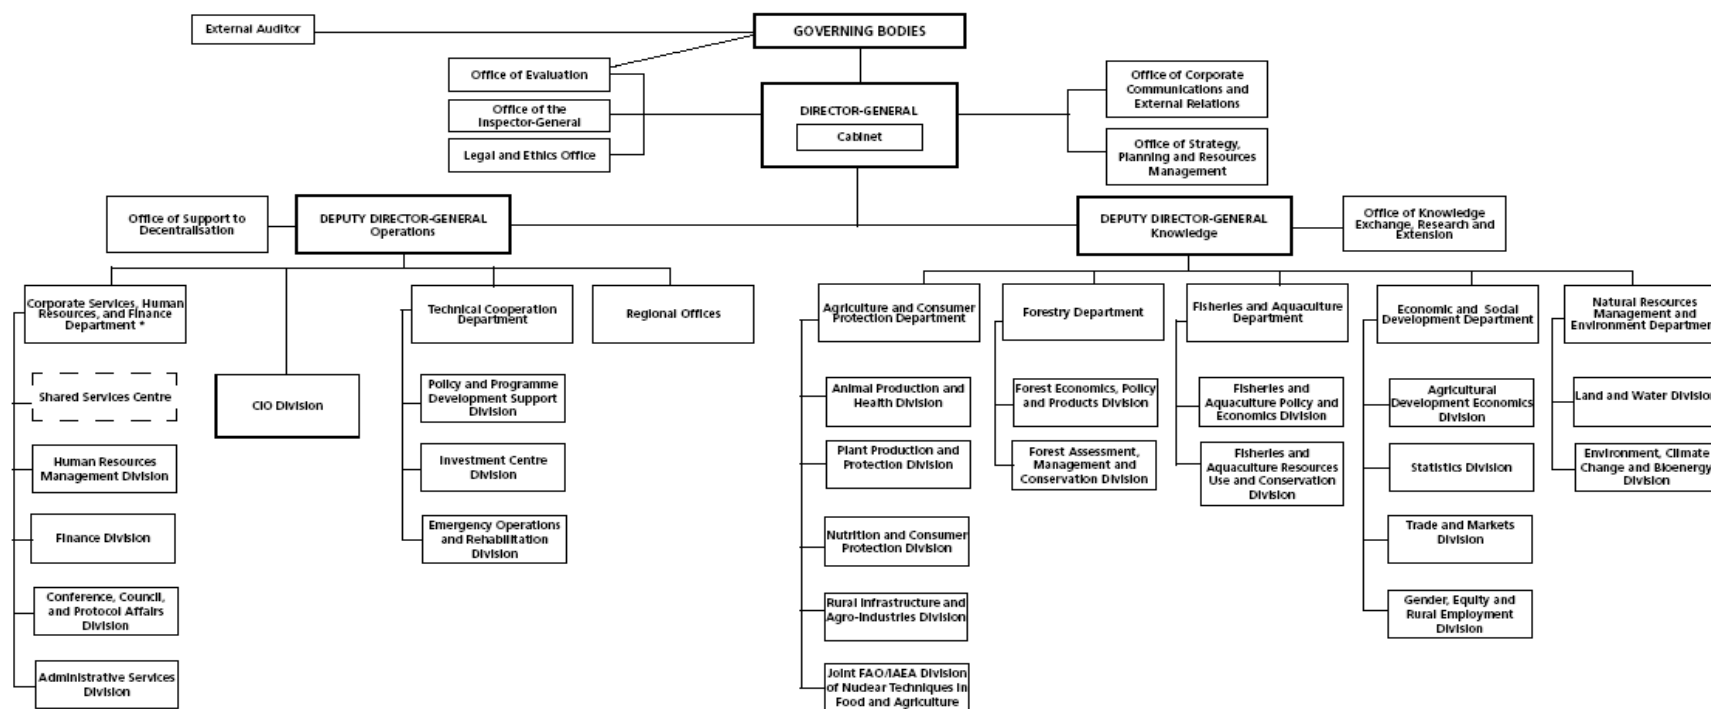 External Auditor
GOVERNING BODIES
Office of Evaluation
Office of the
Inspector-General
Legal and Ethics Office
DIRECTOR-GENERAL
Cabinet
Office of Corporate
Communications and
External Relations
Office of Strategy,
Planning and Resources
Management
Office of Support to
Decentralisation
DEPUTY DIRECTOR-GENERAL
Operations
DEPUTY DIRECTOR-GENERAL
Knowledge
Office of Knowledge
Exchange, Research and
Extension
Corporate Services, Human
Resources, and Finance
Department *
Shared Services Centre
Human Resources
Management Division
Finance Division
Conference, Council,
and Protocol Affairs
Division
Administrative Services
Division
CIO Division
Technical Cooperation
Department
Policy and Programme
Development Support
Division
Investment Centre
Division
Emergency Operations
and Rehabilitation
Division
Regional Offices
Agriculture and Consumer
Protection Department
Animal Production and
Health Division
Plant Production and
Protection Division
Nutrition and Consumer
Protection Division
Rural Infrastructure and
Agro-Industries Division
Joint FAO/IAEA Division
of Nuclear Techniques in
Food and Agriculture
Forestry Department
Forest Economics, Policy
and Products Division
Forest Assessment,
Management and
Conservation Division
Fisheries and Aquaculture
Department
Fisheries and
Aquaculture Policy and
Economics Division
Fisheries and
Aquaculture Resources
Use and Conservation
Division
Economic and Social
Development Department
Agricultural
Development Economics
Division
Statistics Division
Trade and Markets
Division
Gender, Equity and
Rural Employment
Division
Natural Resources
Management and
Environment Department
Land and Water Division
Environment, Climate
Change and Bioenergy
Division